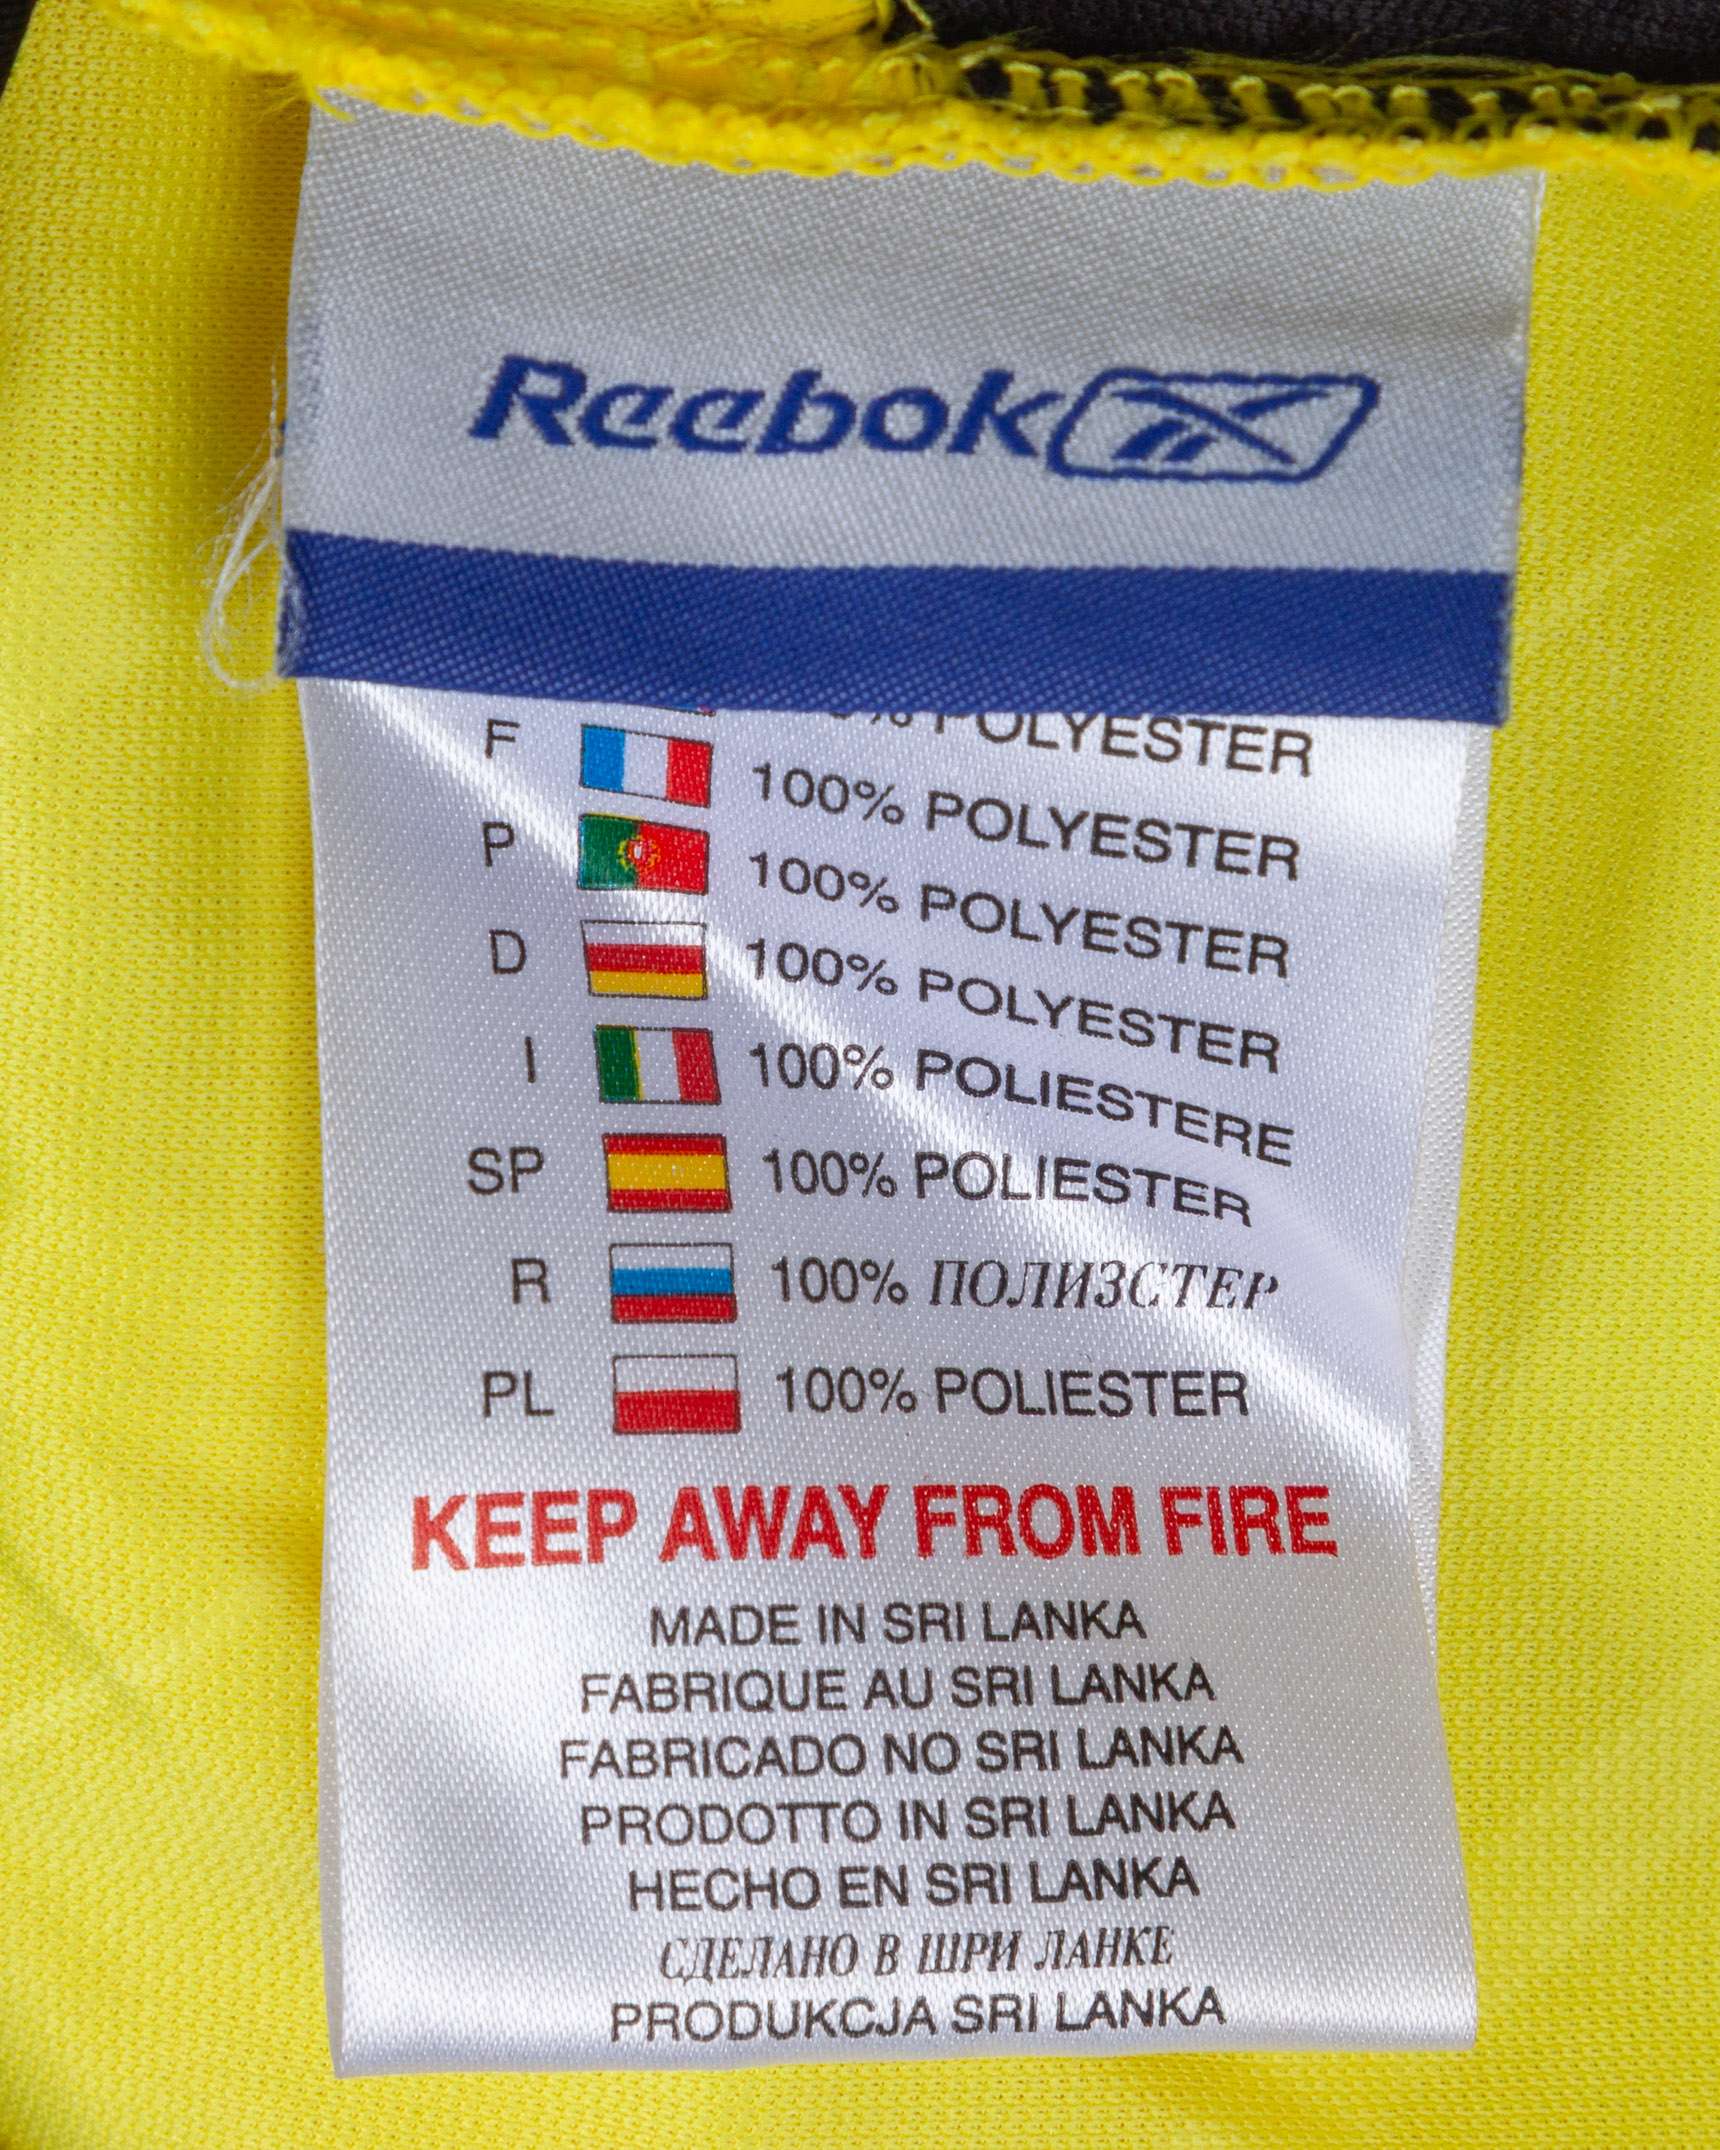 Reebok
POLYESTER
F 100% POLYESTER
P 100% POLYESTER
D 100% POLYESTER
I 100% POLIESTERE
SP 100% POLIESTER
R 100% ПОЛИЗСТЕР
PL 100% POLIESTER
KEEP AWAY FROM FIRE
MADE IN SRI LANKA
FABRIQUE AU SRI LANKA
FABRICADO NO SRI LANKA
PRODOTTO IN SRI LANKA
HECHO EN SRI LANKA
СДЕЛАНО В ШРИ ЛАНКЕ
PRODUKCJA SRI LANKA